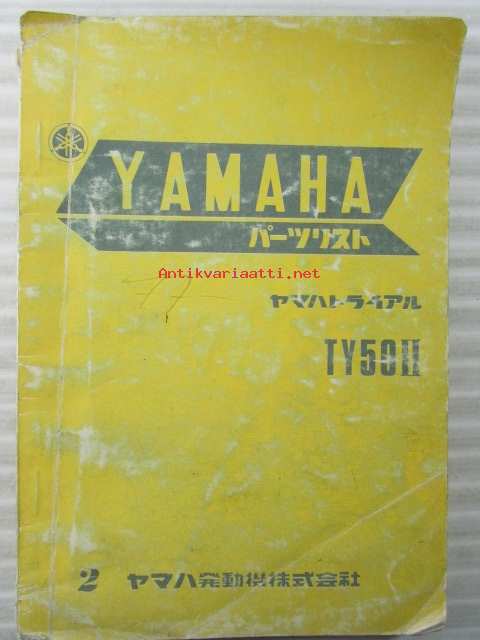 YAMAHA
パーツリスト
Antikvariaatti.net
ヤマハトライアル
TY50II
2 ヤマハ発動機株式会社